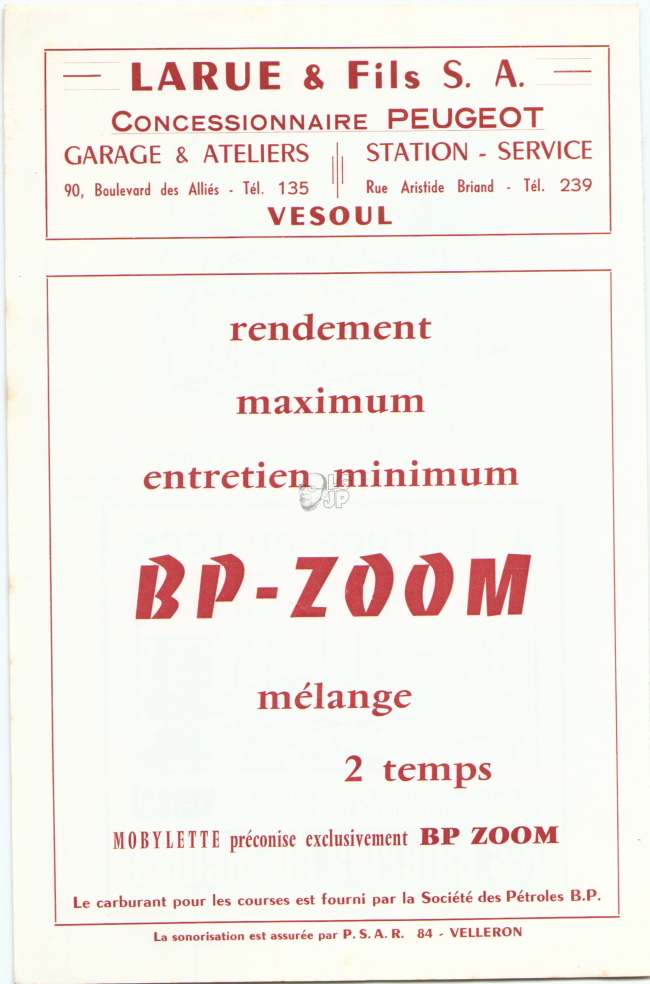 LARUE & Fils S. A.
CONCESSIONNAIRE PEUGEOT
GARAGE & ATELIERS
90, Boulevard des Alliés - Tél. 135
STATION - SERVICE
Rue Aristide Briand - Tél. 239
VESOUL
rendement
maximum
entretien minimum
LC
JP
BP-ZOOM
mélange
2 temps
MOBYLETTE préconise exclusivement BP ZOOM
Le carburant pour les courses est fourni par la Société des Pétroles B.P.
La sonorisation est assurée par P. S. A. R. 84 - VELLERON